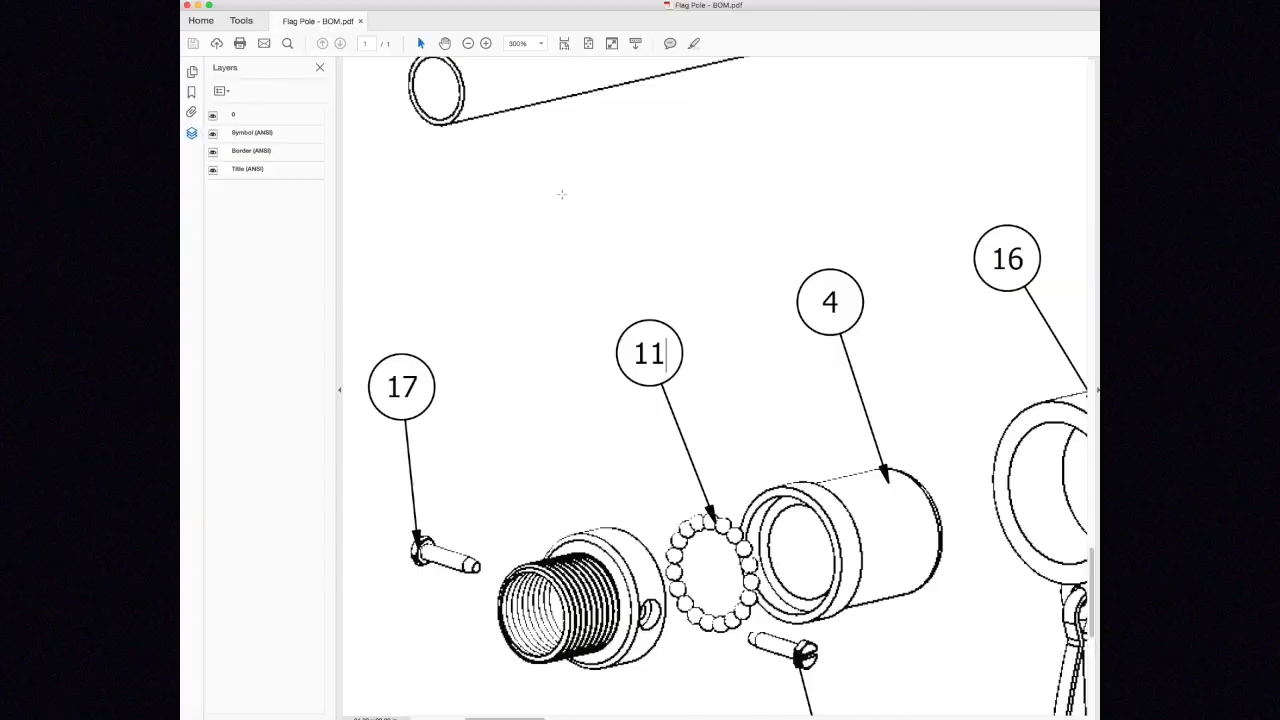 Flag Pole - BOM.pdf
Home
Tools
Flag Pole - BOM.pdf
1 / 1
300%
Layers
0
Symbol (ANSI)
Border (ANSI)
Title (ANSI)
16
4
11
17